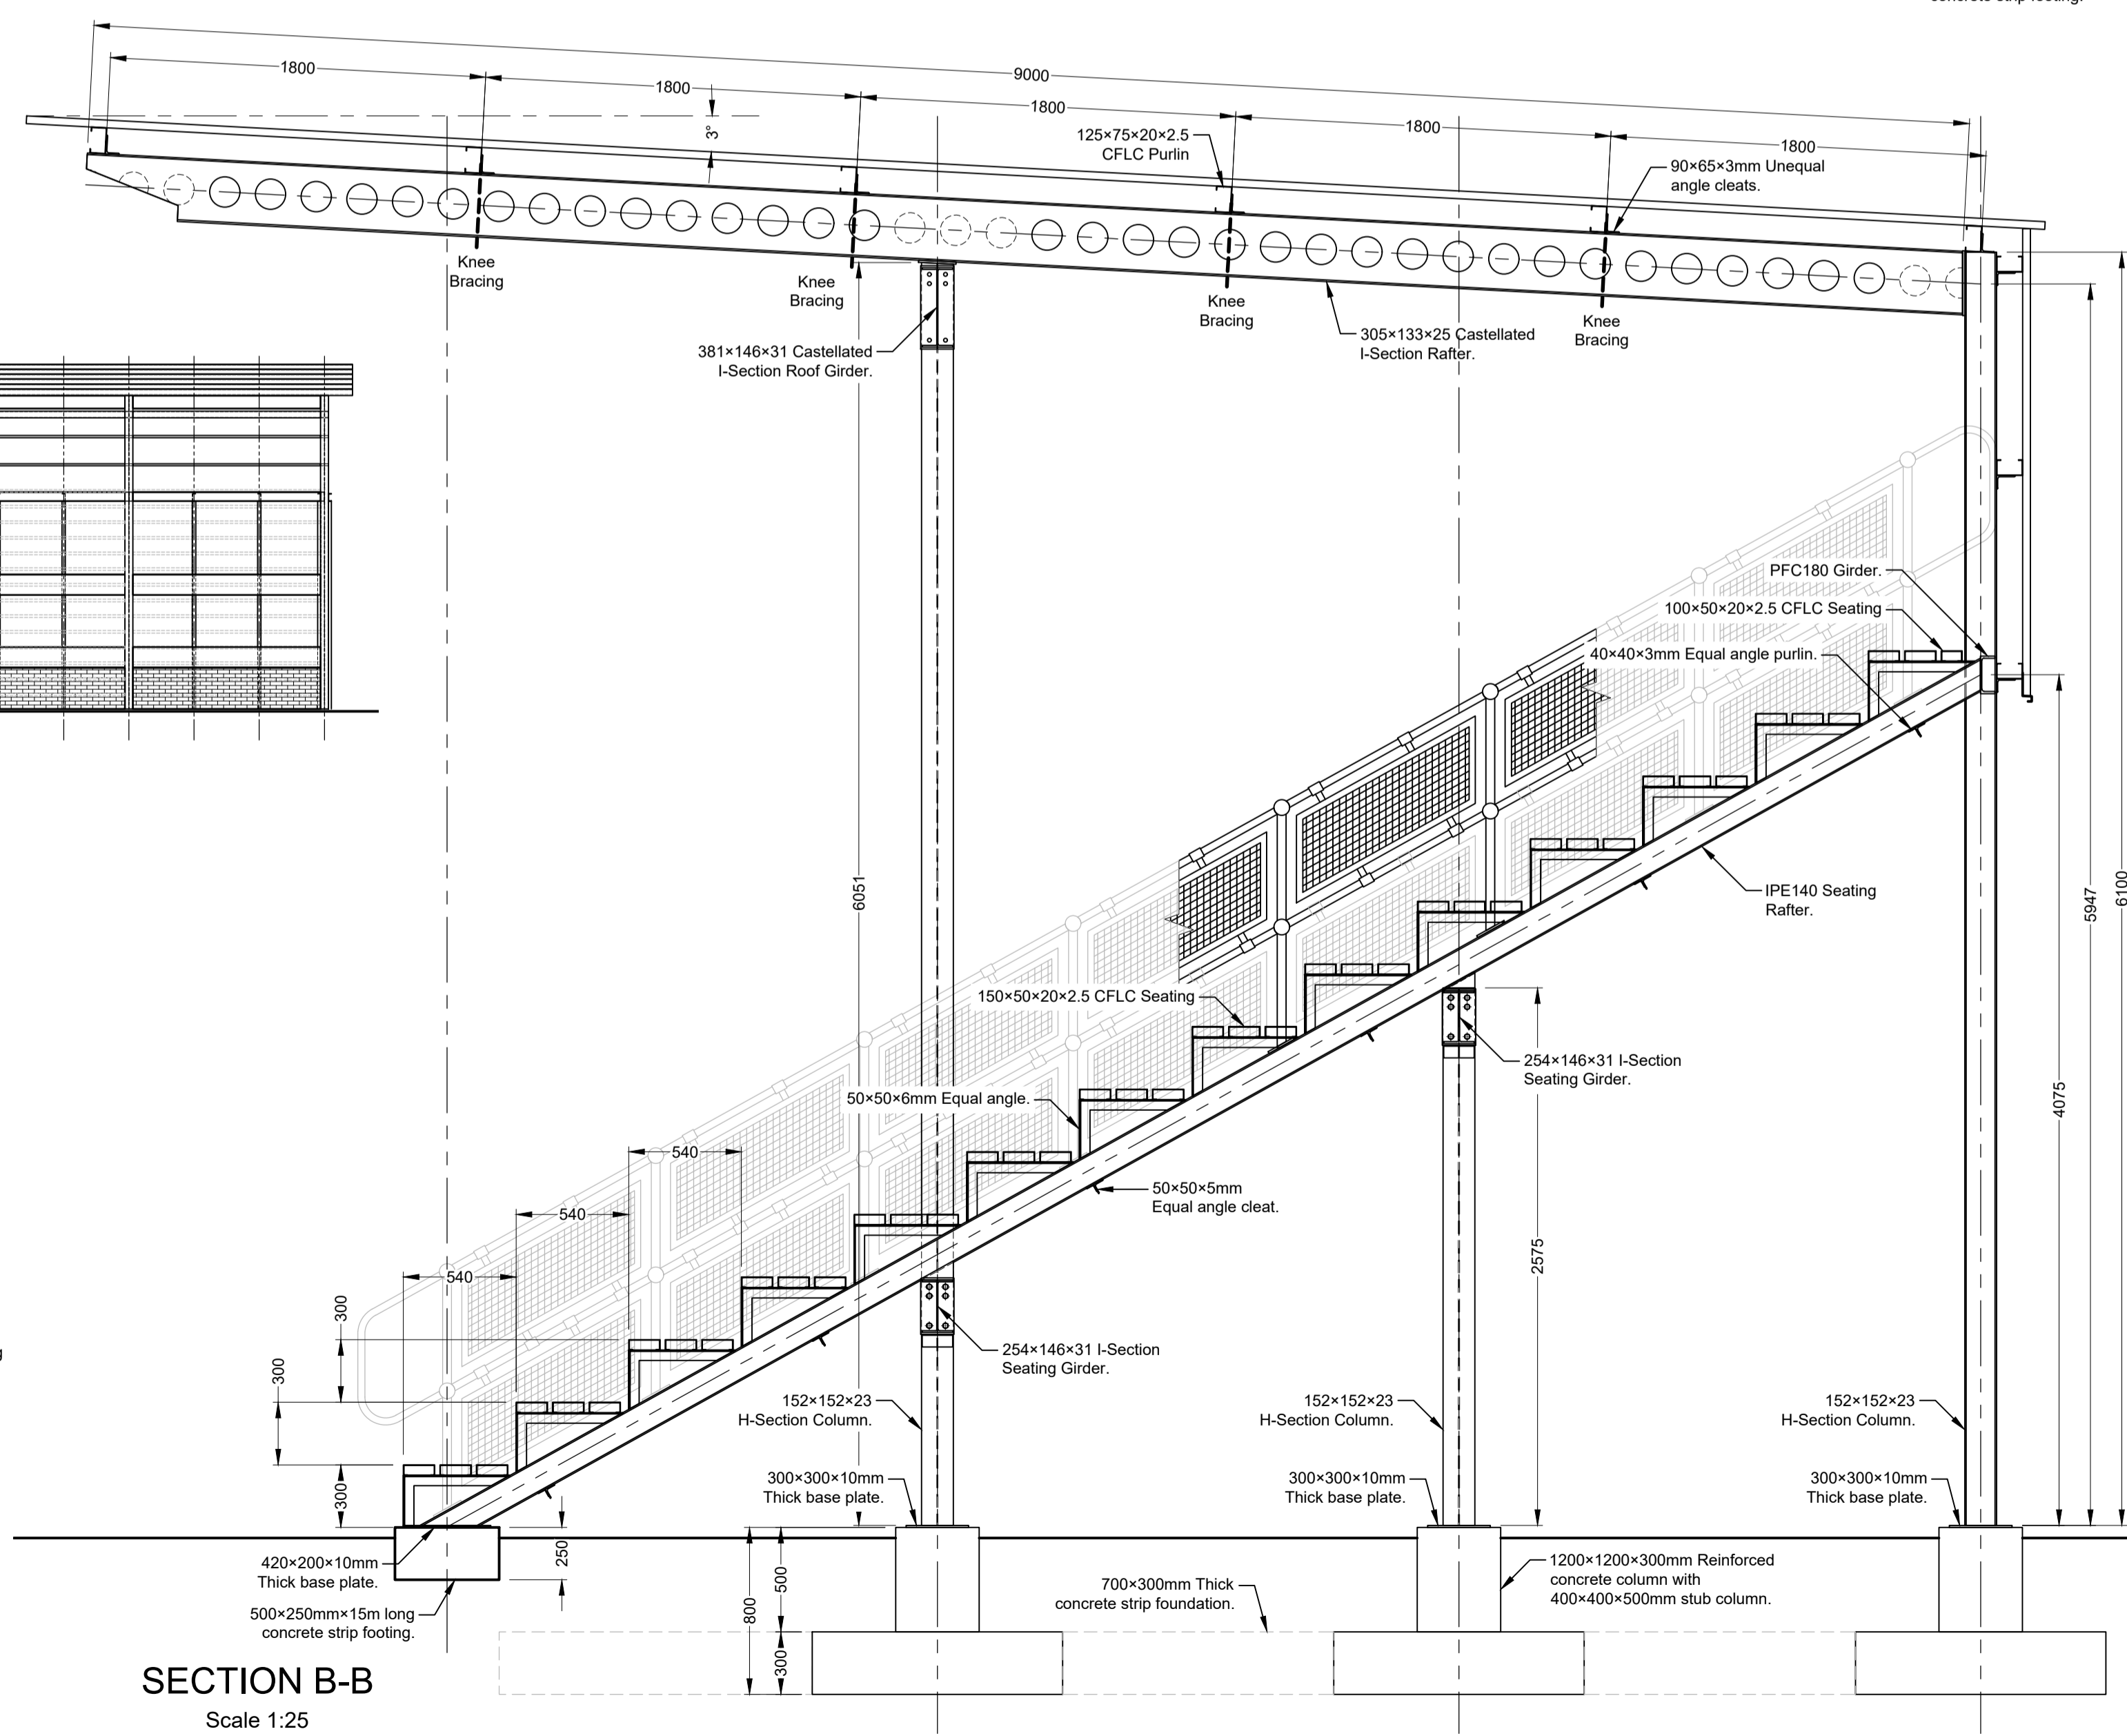 concrete strip footing.
9000
1800
1800
1800
1800
1800
3°
125×75×20×2.5
CFLC Purlin
90×65×3mm Unequal
angle cleats.
Knee
Bracing
Knee
Bracing
Knee
Bracing
Knee
Bracing
305×133×25 Castellated
I-Section Rafter.
381×146×31 Castellated
I-Section Roof Girder.
PFC180 Girder.
100×50×20×2.5 CFLC Seating
40×40×3mm Equal angle purlin.
6051
IPE140 Seating
Rafter.
5947
6100
150×50×20×2.5 CFLC Seating
254×146×31 I-Section
Seating Girder.
50×50×6mm Equal angle.
4075
540
50×50×5mm
Equal angle cleat.
540
2575
540
300
300
254×146×31 I-Section
Seating Girder.
152×152×23
H-Section Column.
152×152×23
H-Section Column.
152×152×23
H-Section Column.
300
300×300×10mm
Thick base plate.
300×300×10mm
Thick base plate.
300×300×10mm
Thick base plate.
420×200×10mm
Thick base plate.
250
500
800
300
700×300mm Thick
concrete strip foundation.
1200×1200×300mm Reinforced
concrete column with
400×400×500mm stub column.
500×250mm×15m long
concrete strip footing.
SECTION B-B
Scale 1:25